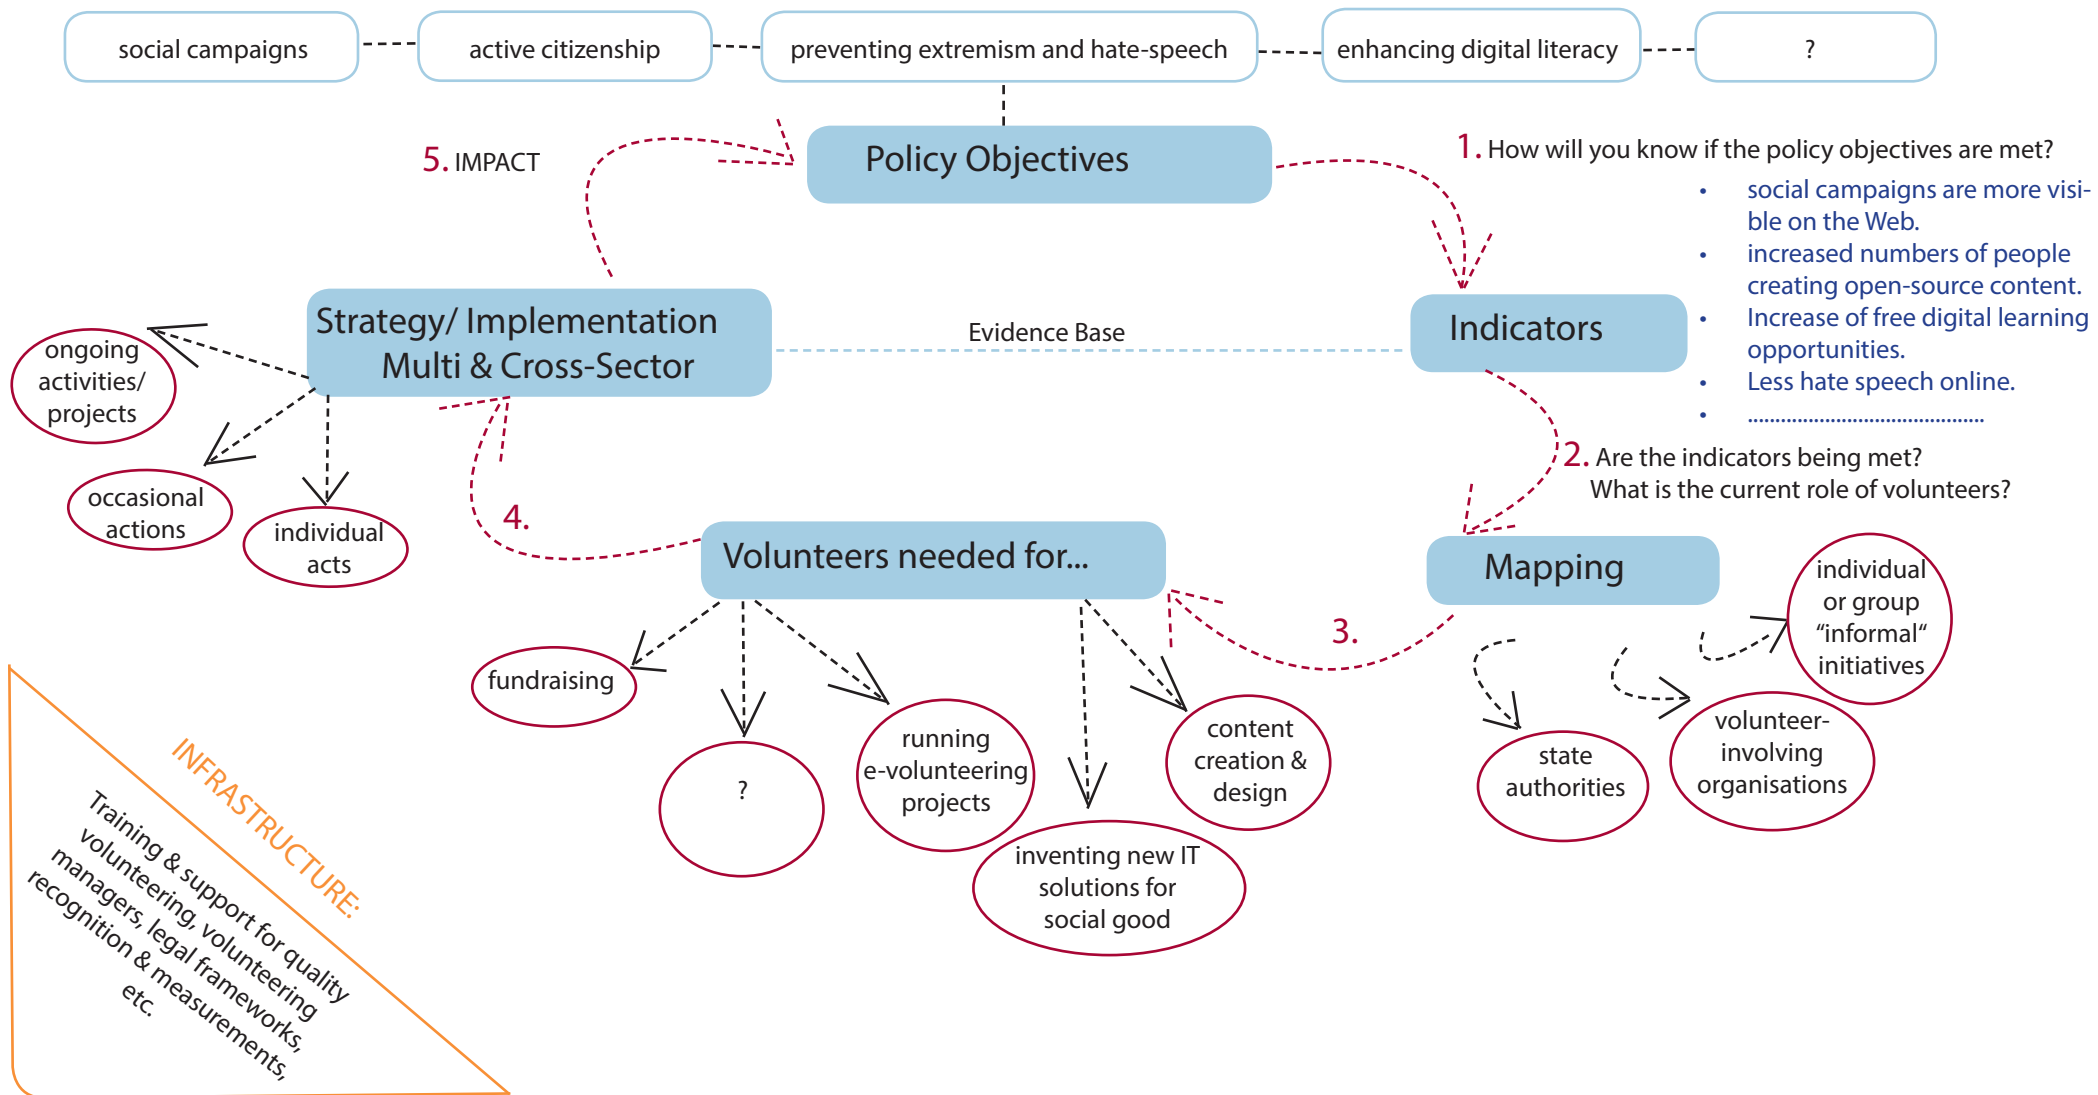 social campaigns
active citizenship
preventing extremism and hate-speech
enhancing digital literacy
?
5. IMPACT
Policy Objectives
1. How will you know if the policy objectives are met?
• social campaigns are more visi-
ble on the Web.
• increased numbers of people
creating open-source content.
• Increase of free digital learning
opportunities.
• Less hate speech online.
• ...........................................
Strategy/ Implementation
Multi & Cross-Sector
Evidence Base
Indicators
ongoing
activities/
projects
occasional
actions
individual
acts
2. Are the indicators being met?
What is the current role of volunteers?
4.
Volunteers needed for...
Mapping
3.
individual
or group
“informal“
initiatives
fundraising
?
running
e-volunteering
projects
inventing new IT
solutions for
social good
content
creation &
design
state
authorities
volunteer-
involving
organisations
INFRASTRUCTURE:
Training & support for quality
volunteering, volunteering
managers, legal frameworks,
recognition & measurements,
etc.